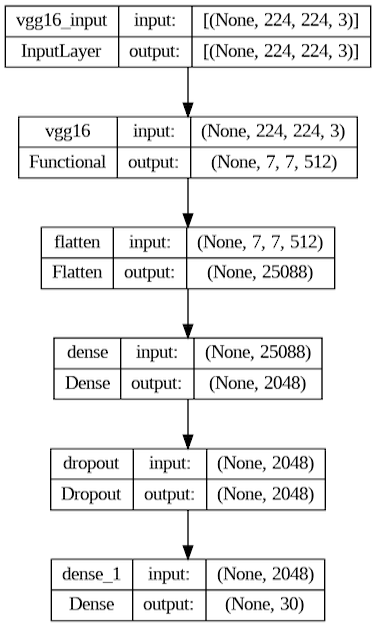 vgg16_input input: [(None, 224, 224, 3)]
InputLayer output: [(None, 224, 224, 3)]
vgg16 input: (None, 224, 224, 3)
Functional output: (None, 7, 7, 512)
flatten input: (None, 7, 7, 512)
Flatten output: (None, 25088)
dense input: (None, 25088)
Dense output: (None, 2048)
dropout input: (None, 2048)
Dropout output: (None, 2048)
dense_1 input: (None, 2048)
Dense output: (None, 30)